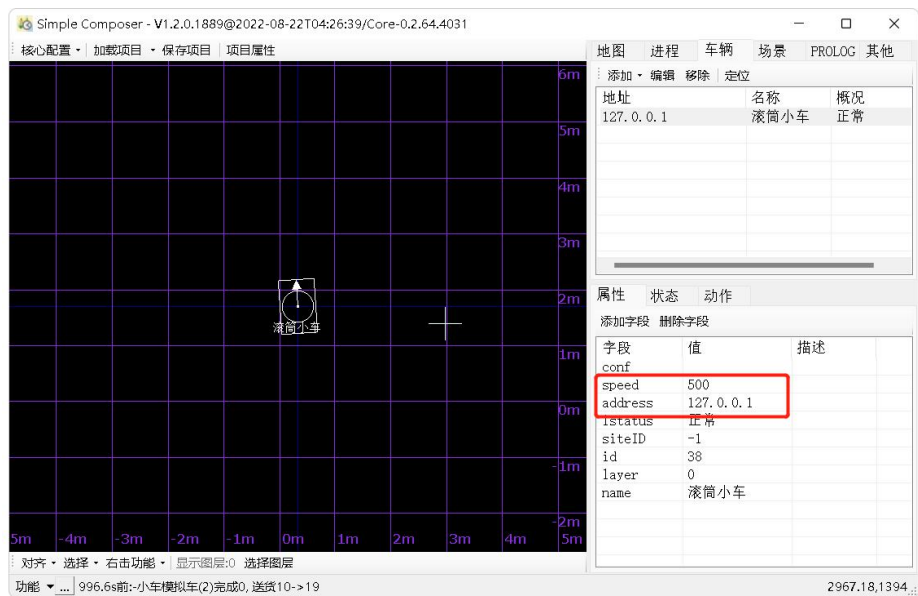 Simple Composer - V1.2.0.1889@2022-08-22T04:26:39/Core-0.2.64.4031
核心配置 加载项目 保存项目 项目属性
地图 进程 车辆 场景 PROLOG 其他
添加 编辑 移除 定位
地址 名称 概况
127.0.0.1 滚筒小车 正常
6m
5m
4m
3m
2m
滚筒小车
1m
0m
-1m
-2m
5m -4m -3m -2m -1m 0m 1m 2m 3m 4m 5m
属性 状态 动作
添加字段 删除字段
字段 值 描述
conf
speed 500
address 127.0.0.1
lstatus 正常
siteID -1
id 38
layer 0
name 滚筒小车
对齐 选择 右击功能 显示图层:0 选择图层
功能 ... 996.6s前:-小车模拟车(2)完成0, 送货10->19
2967.18,1394